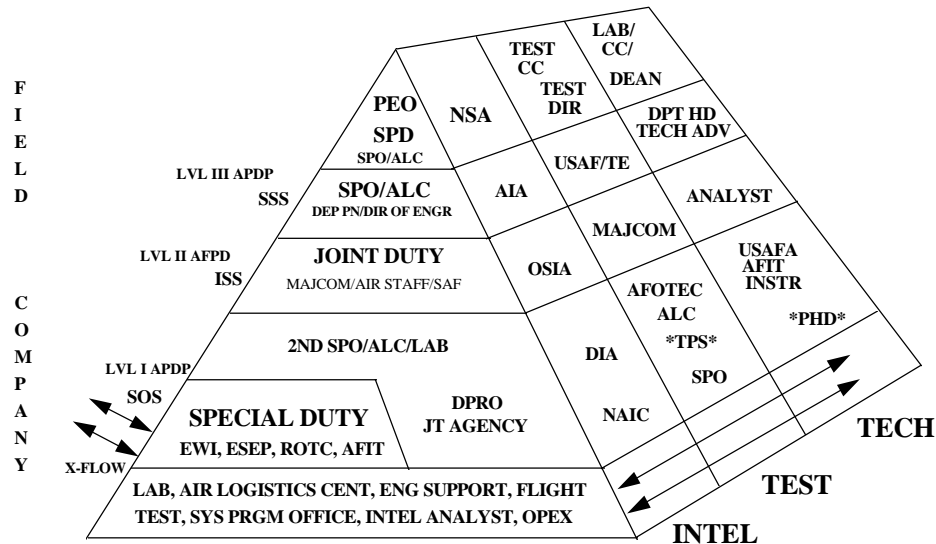 FIELD
COMPANY
LVL III APDP
SSS
LVL II AFPD
ISS
LVL I APDP
SOS
X-FLOW
PEO
SPD
SPO/ALC
SPO/ALC
DEP PN/DIR OF ENGR
JOINT DUTY
MAJCOM/AIR STAFF/SAF
2ND SPO/ALC/LAB
DPRO
JT AGENCY
SPECIAL DUTY
EWI, ESEP, ROTC, AFIT
LAB, AIR LOGISTICS CENT, ENG SUPPORT, FLIGHT
TEST, SYS PRGM OFFICE, INTEL ANALYST, OPEX
NSA
AIA
OSIA
DIA
NAIC
INTEL
TEST
CC
TEST
DIR
USAF/TE
MAJCOM
AFOTEC
ALC
*TPS*
SPO
TEST
LAB/
CC/
DEAN
DPT HD
TECH ADV
ANALYST
USAFA
AFIT
INSTR
*PHD*
TECH